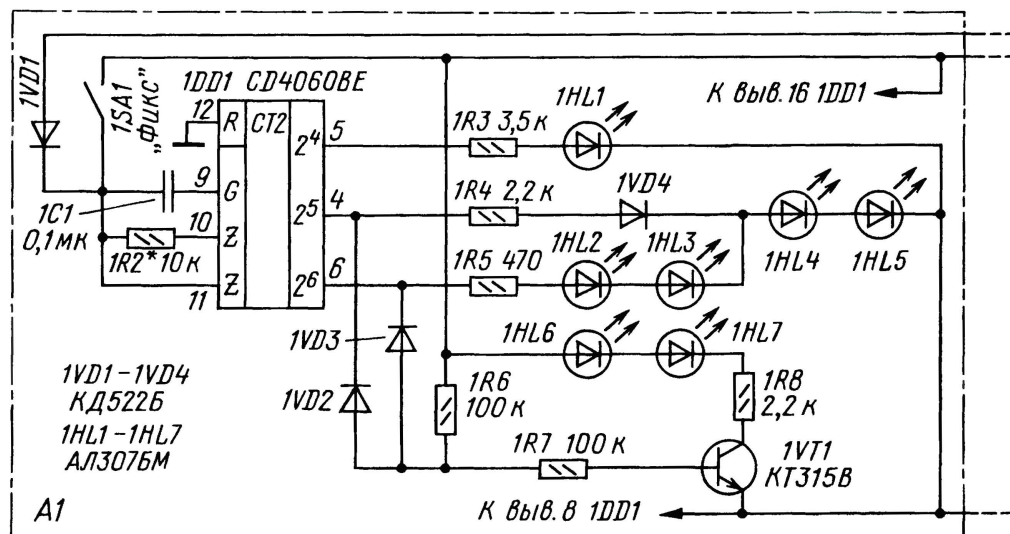 1VD1
1SA1
„фикс”
1DD1 CD4060BE
12
R
CT2
9
G
10
Z
11
Z
2⁴
5
2⁵
4
2⁶
6
1C1
0,1 мк
1R2* 10 к
1R3 3,5 к
1HL1
К выв. 16 1DD1
1R4 2,2 к
1VD4
1HL4
1HL5
1R5 470
1HL2
1HL3
1HL6
1HL7
1VD3
1VD2
1R6
100 к
1R8
2,2 к
1R7 100 к
1VT1
КТ315В
К выв. 8 1DD1
1VD1–1VD4
КД522Б
1HL1–1HL7
АЛ307БМ
A1